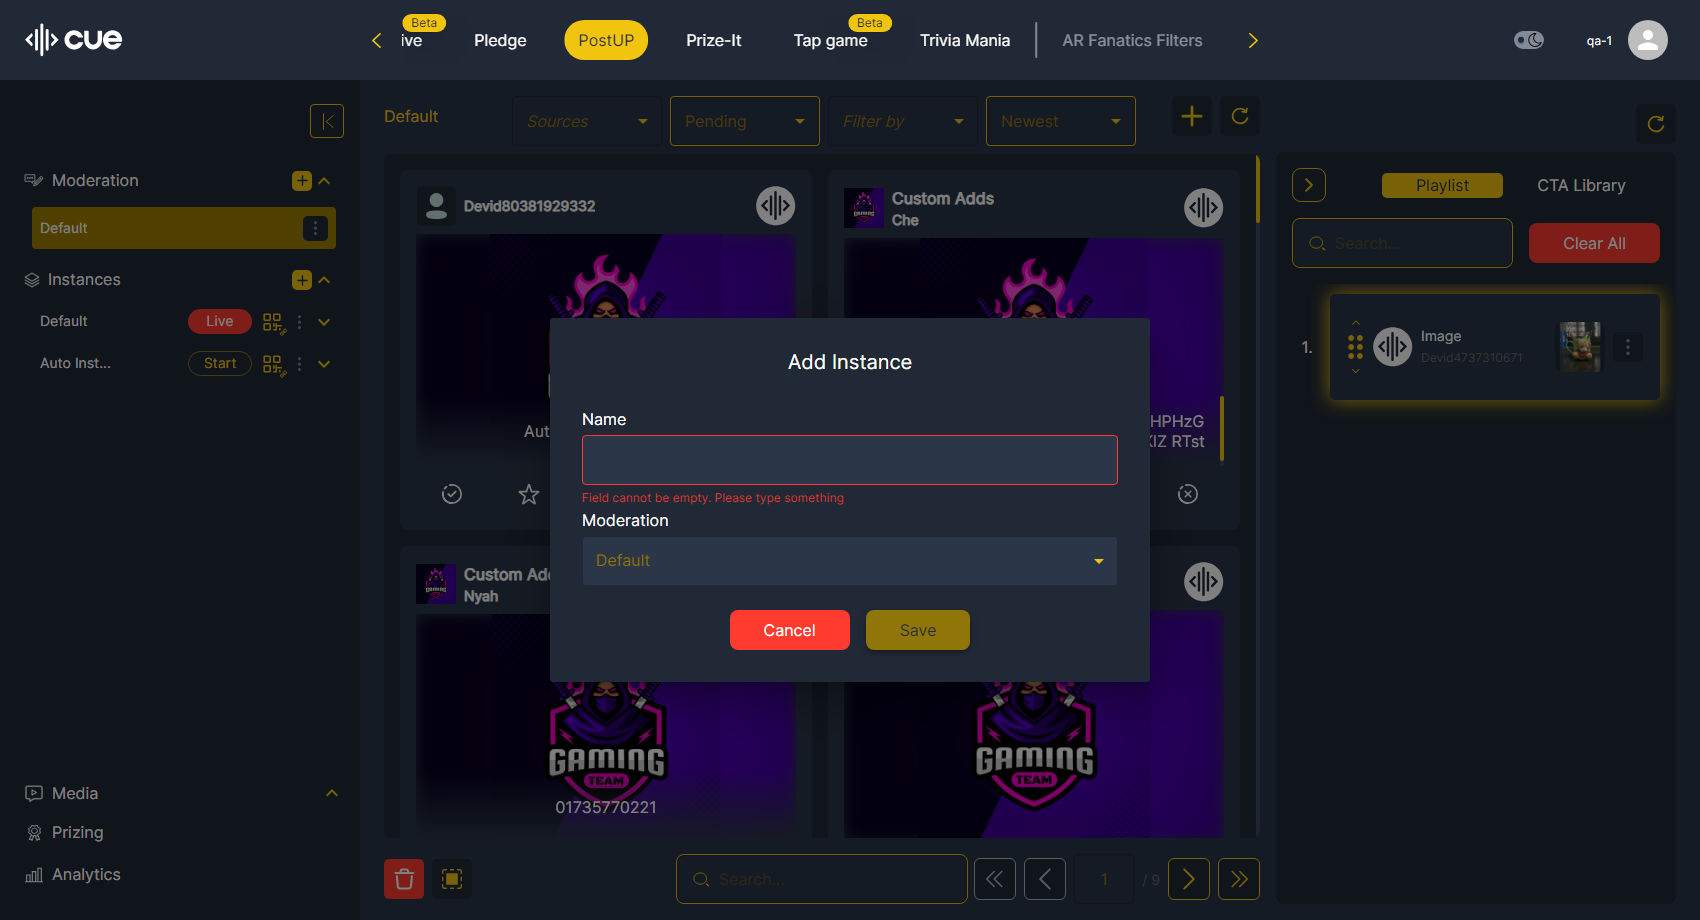 cue
Beta
ive
Pledge
PostUP
Prize-It
Beta
Tap game
Trivia Mania
AR Fanatics Filters
qa-1
Moderation
Default
Instances
Default
Live
Auto Inst...
Start
Media
Prizing
Analytics
Default
Sources
Pending
Filter by
Newest
Devid80381929332
Custom Adds
Che
Aut
HPHzG
XIZ RTst
Custom Add
Nyah
GAMING
TEAM
01735770221
GAMING
TEAM
Add Instance
Name
Field cannot be empty. Please type something
Moderation
Default
Cancel
Save
Search...
1
/ 9
Playlist
CTA Library
Search...
Clear All
1.
Image
Devid4737310671